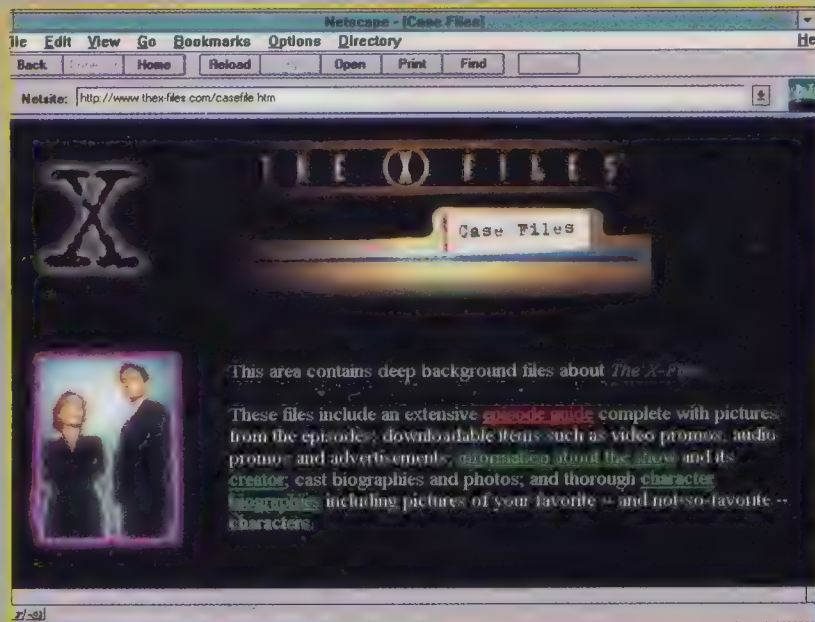 Netscape - [Case Files]
ile Edit View Go Bookmarks Options Directory He
Back Home Reload Open Print Find
Netsite: http://www.thex-files.com/casefile.htm
X
THE X FILES
Case Files
This area contains deep background files about The X-F
These files include an extensive episode guide complete with pictures
from the episodes; downloadable items such as video promos, audio
promos and advertisements; information about the show and its
creator; cast biographies and photos; and thorough character
biographies including pictures of your favorite -- and not-so-favorite --
characters.